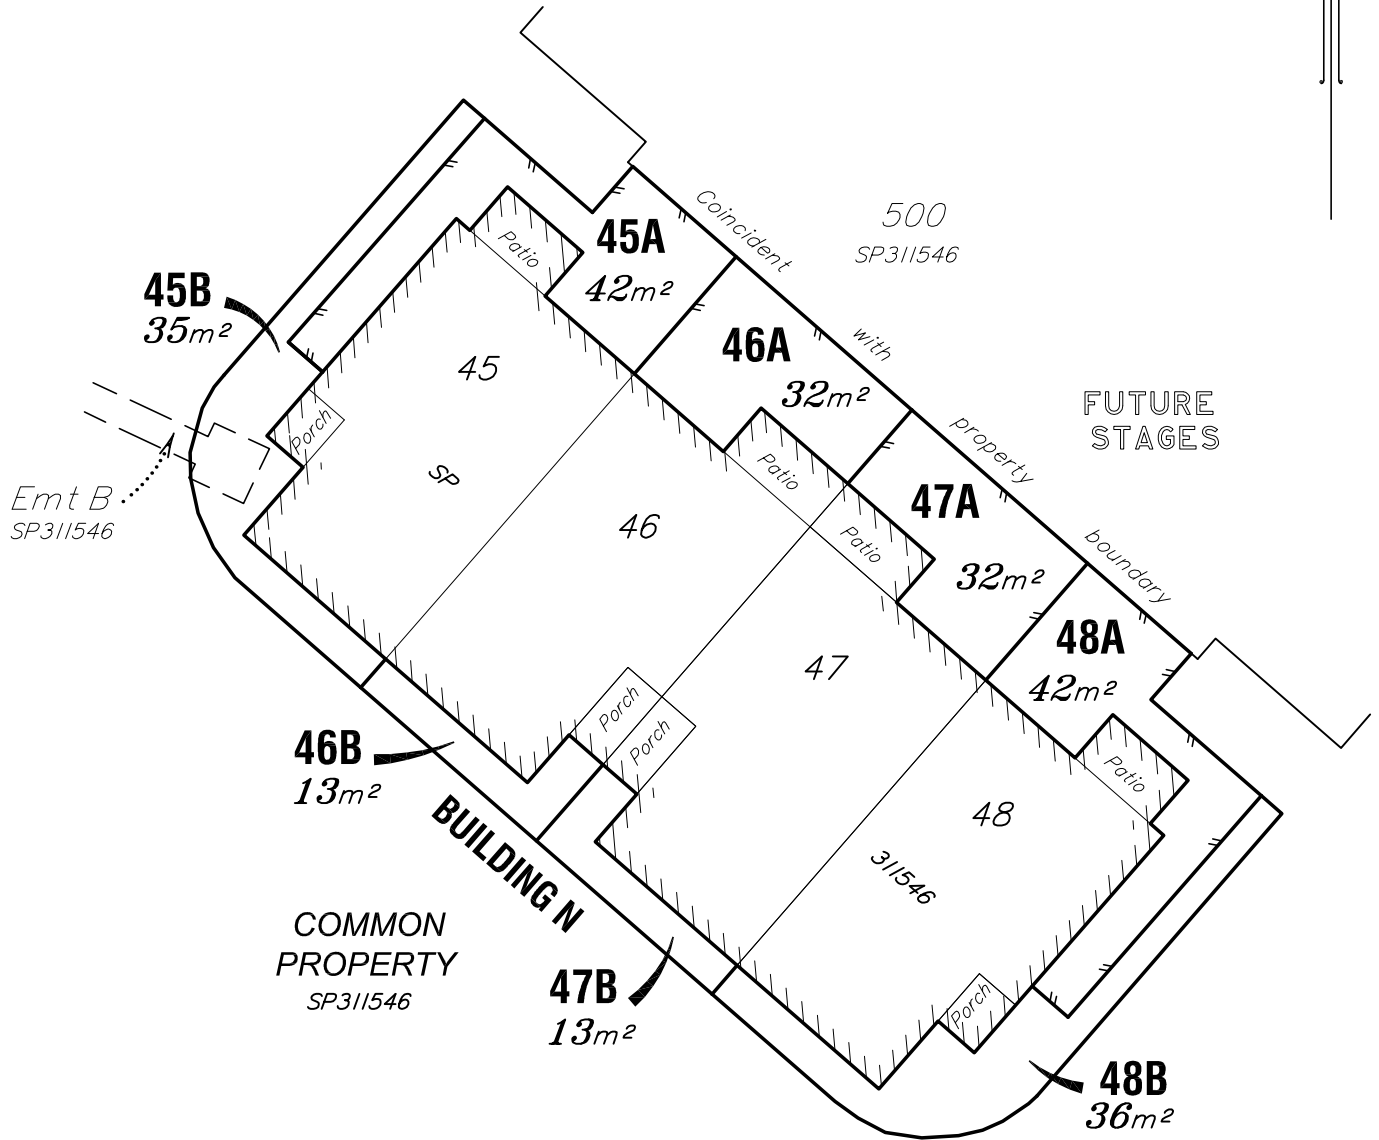 Coincident
with
property
boundary
500
SP311546
FUTURE
STAGES
45A
42m²
Patio
45B
35m²
45
46A
32m²
Porch
SP
46
Patio
Patio
47A
32m²
Emt B
SP311546
48A
42m²
47
Porch
Porch
46B
13m²
Patio
48
311546
BUILDING N
COMMON
PROPERTY
SP311546
47B
13m²
Porch
48B
36m²